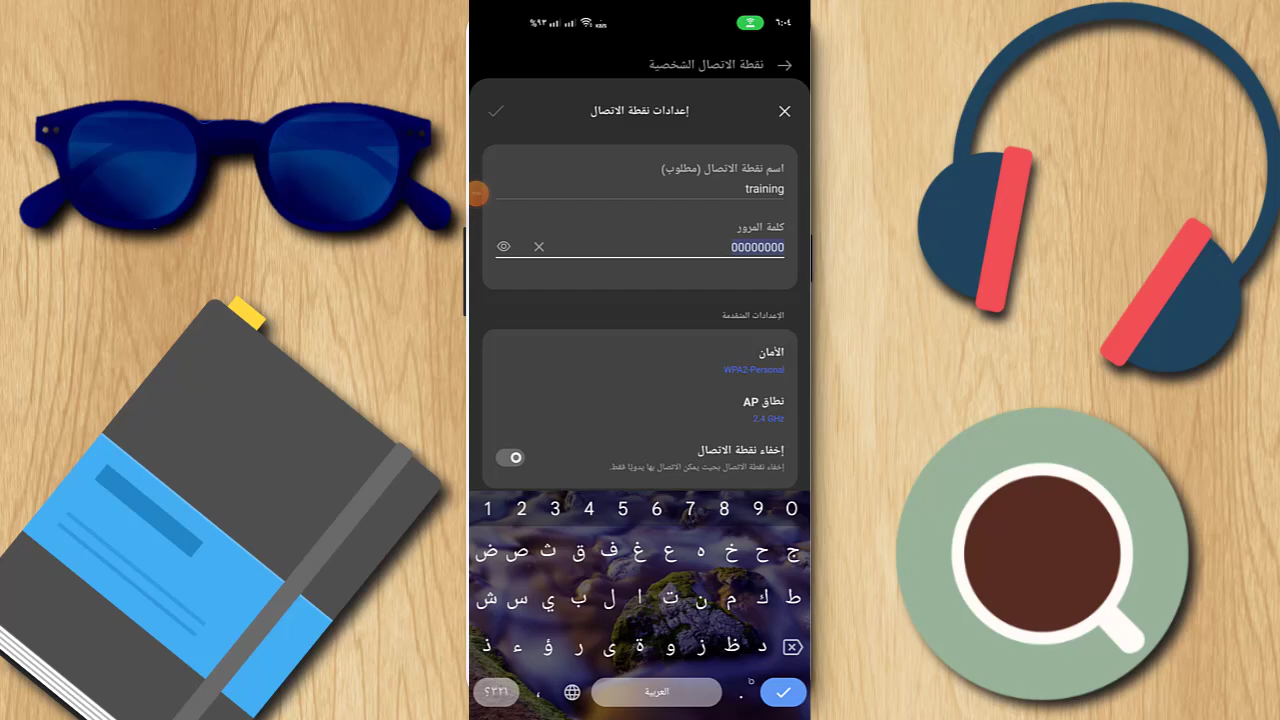 ٦:٠٤
٩٣%
نقطة الاتصال الشخصية
إعدادات نقطة الاتصال
اسم نقطة الاتصال (مطلوب)
training
كلمة المرور
00000000
الإعدادات المتقدمة
الأمان
WPA2-Personal
نطاق AP
2.4 GHz
إخفاء نقطة الاتصال
إخفاء نقطة الاتصال بحيث يمكن الاتصال بها يدويًا فقط.
1 2 3 4 5 6 7 8 9 0
ض ص ث ق ف غ ع ه خ ح ج
ش س ي ب ل ا ت ن م ك ط
ذ ء ؤ ر ى ة و ز ظ د
؟٣٢١ ، العربية .